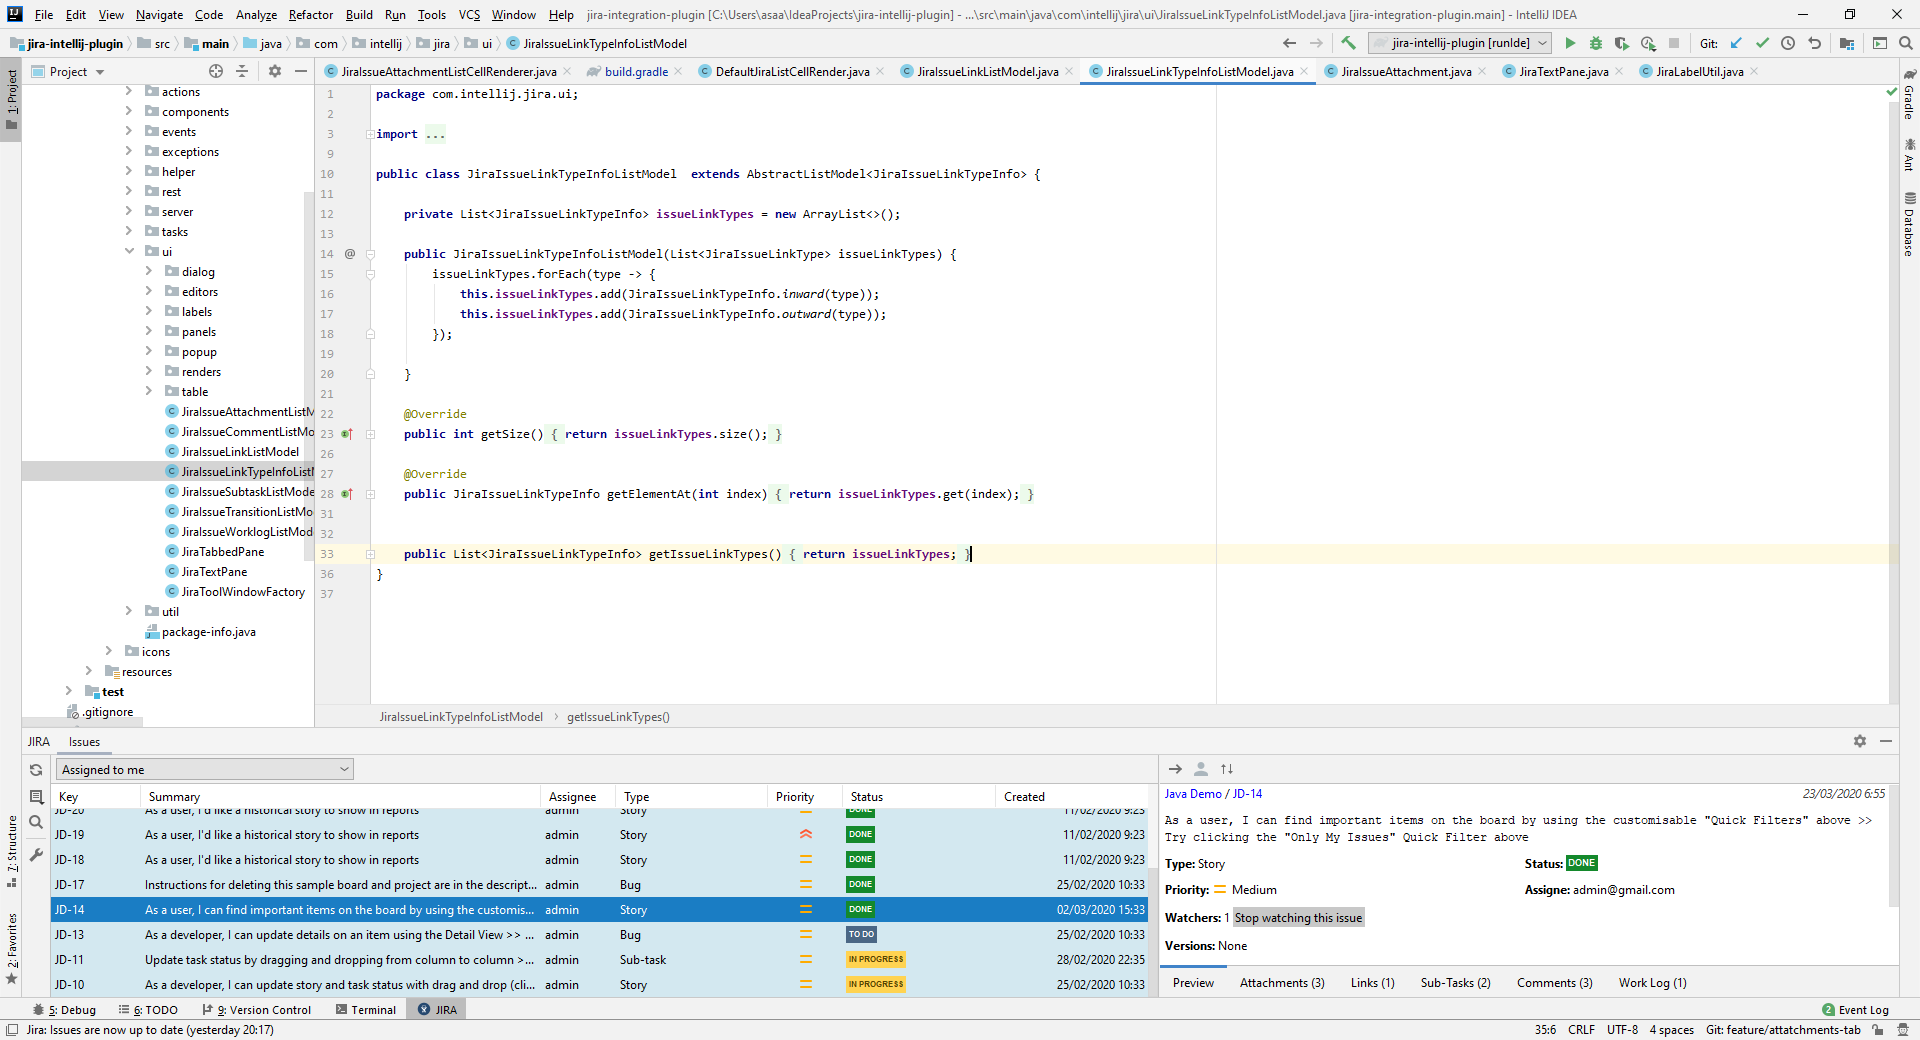 File Edit View Navigate Code Analyze Refactor Build Run Tools VCS Window Help jira-integration-plugin [C:\Users\asaa\IdeaProjects\jira-intellij-plugin] - ...\src\main\java\com\intellij\jira\ui\JiraIssueLinkTypeInfoListModel.java [jira-integration-plugin.main] - IntelliJ IDEA
jira-intellij-plugin src main java com intellij jira ui JiraIssueLinkTypeInfoListModel jira-intellij-plugin [runIde] Git:
Project
JiraIssueAttachmentListCellRenderer.java build.gradle DefaultJiraListCellRender.java JiraIssueLinkListModel.java JiraIssueLinkTypeInfoListModel.java JiraIssueAttachment.java JiraTextPane.java JiraLabelUtil.java
1: Project
7: Structure
2: Favorites
Gradle
Ant
Database
actions
components
events
exceptions
helper
rest
server
tasks
ui
dialog
editors
labels
panels
popup
renders
table
JiraIssueAttachmentListM
JiraIssueCommentListMo
JiraIssueLinkListModel
JiraIssueLinkTypeInfoListM
JiraIssueSubtaskListMode
JiraIssueTransitionListMo
JiraIssueWorklogListMod
JiraTabbedPane
JiraTextPane
JiraToolWindowFactory
util
package-info.java
icons
resources
test
.gitignore
1 package com.intellij.jira.ui;
2
3 import ...
9
10 public class JiraIssueLinkTypeInfoListModel  extends AbstractListModel<JiraIssueLinkTypeInfo> {
11
12 private List<JiraIssueLinkTypeInfo> issueLinkTypes = new ArrayList<>();
13
14 @ public JiraIssueLinkTypeInfoListModel(List<JiraIssueLinkType> issueLinkTypes) {
15 issueLinkTypes.forEach(type -> {
16 this.issueLinkTypes.add(JiraIssueLinkTypeInfo.inward(type));
17 this.issueLinkTypes.add(JiraIssueLinkTypeInfo.outward(type));
18 });
19
20 }
21
22 @Override
23 public int getSize() { return issueLinkTypes.size(); }
26
27 @Override
28 public JiraIssueLinkTypeInfo getElementAt(int index) { return issueLinkTypes.get(index); }
31
32
33 public List<JiraIssueLinkTypeInfo> getIssueLinkTypes() { return issueLinkTypes; }
36 }
37
JiraIssueLinkTypeInfoListModel getIssueLinkTypes()
JIRA Issues
Assigned to me
Key Summary Assignee Type Priority Status Created
JD-20 As a user, I'd like a historical story to show in reports admin Story DONE 11/02/2020 9:23
JD-19 As a user, I'd like a historical story to show in reports admin Story DONE 11/02/2020 9:23
JD-18 As a user, I'd like a historical story to show in reports admin Story DONE 11/02/2020 9:23
JD-17 Instructions for deleting this sample board and project are in the descript... admin Bug DONE 25/02/2020 10:33
JD-14 As a user, I can find important items on the board by using the customis... admin Story DONE 02/03/2020 15:33
JD-13 As a developer, I can update details on an item using the Detail View >> ... admin Bug TO DO 25/02/2020 10:33
JD-11 Update task status by dragging and dropping from column to column >... admin Sub-task IN PROGRESS 28/02/2020 22:35
JD-10 As a developer, I can update story and task status with drag and drop (cli... admin Story IN PROGRESS 25/02/2020 10:33
Java Demo / JD-14 23/03/2020 6:55
As a user, I can find important items on the board by using the customisable "Quick Filters" above >>
Try clicking the "Only My Issues" Quick Filter above
Type: Story Status: DONE
Priority: Medium Assigne: admin@gmail.com
Watchers: 1 Stop watching this issue
Versions: None
Preview Attachments (3) Links (1) Sub-Tasks (2) Comments (3) Work Log (1)
5: Debug 6: TODO 9: Version Control Terminal JIRA 2 Event Log
Jira: Issues are now up to date (yesterday 20:17) 35:6 CRLF UTF-8 4 spaces Git: feature/attatchments-tab